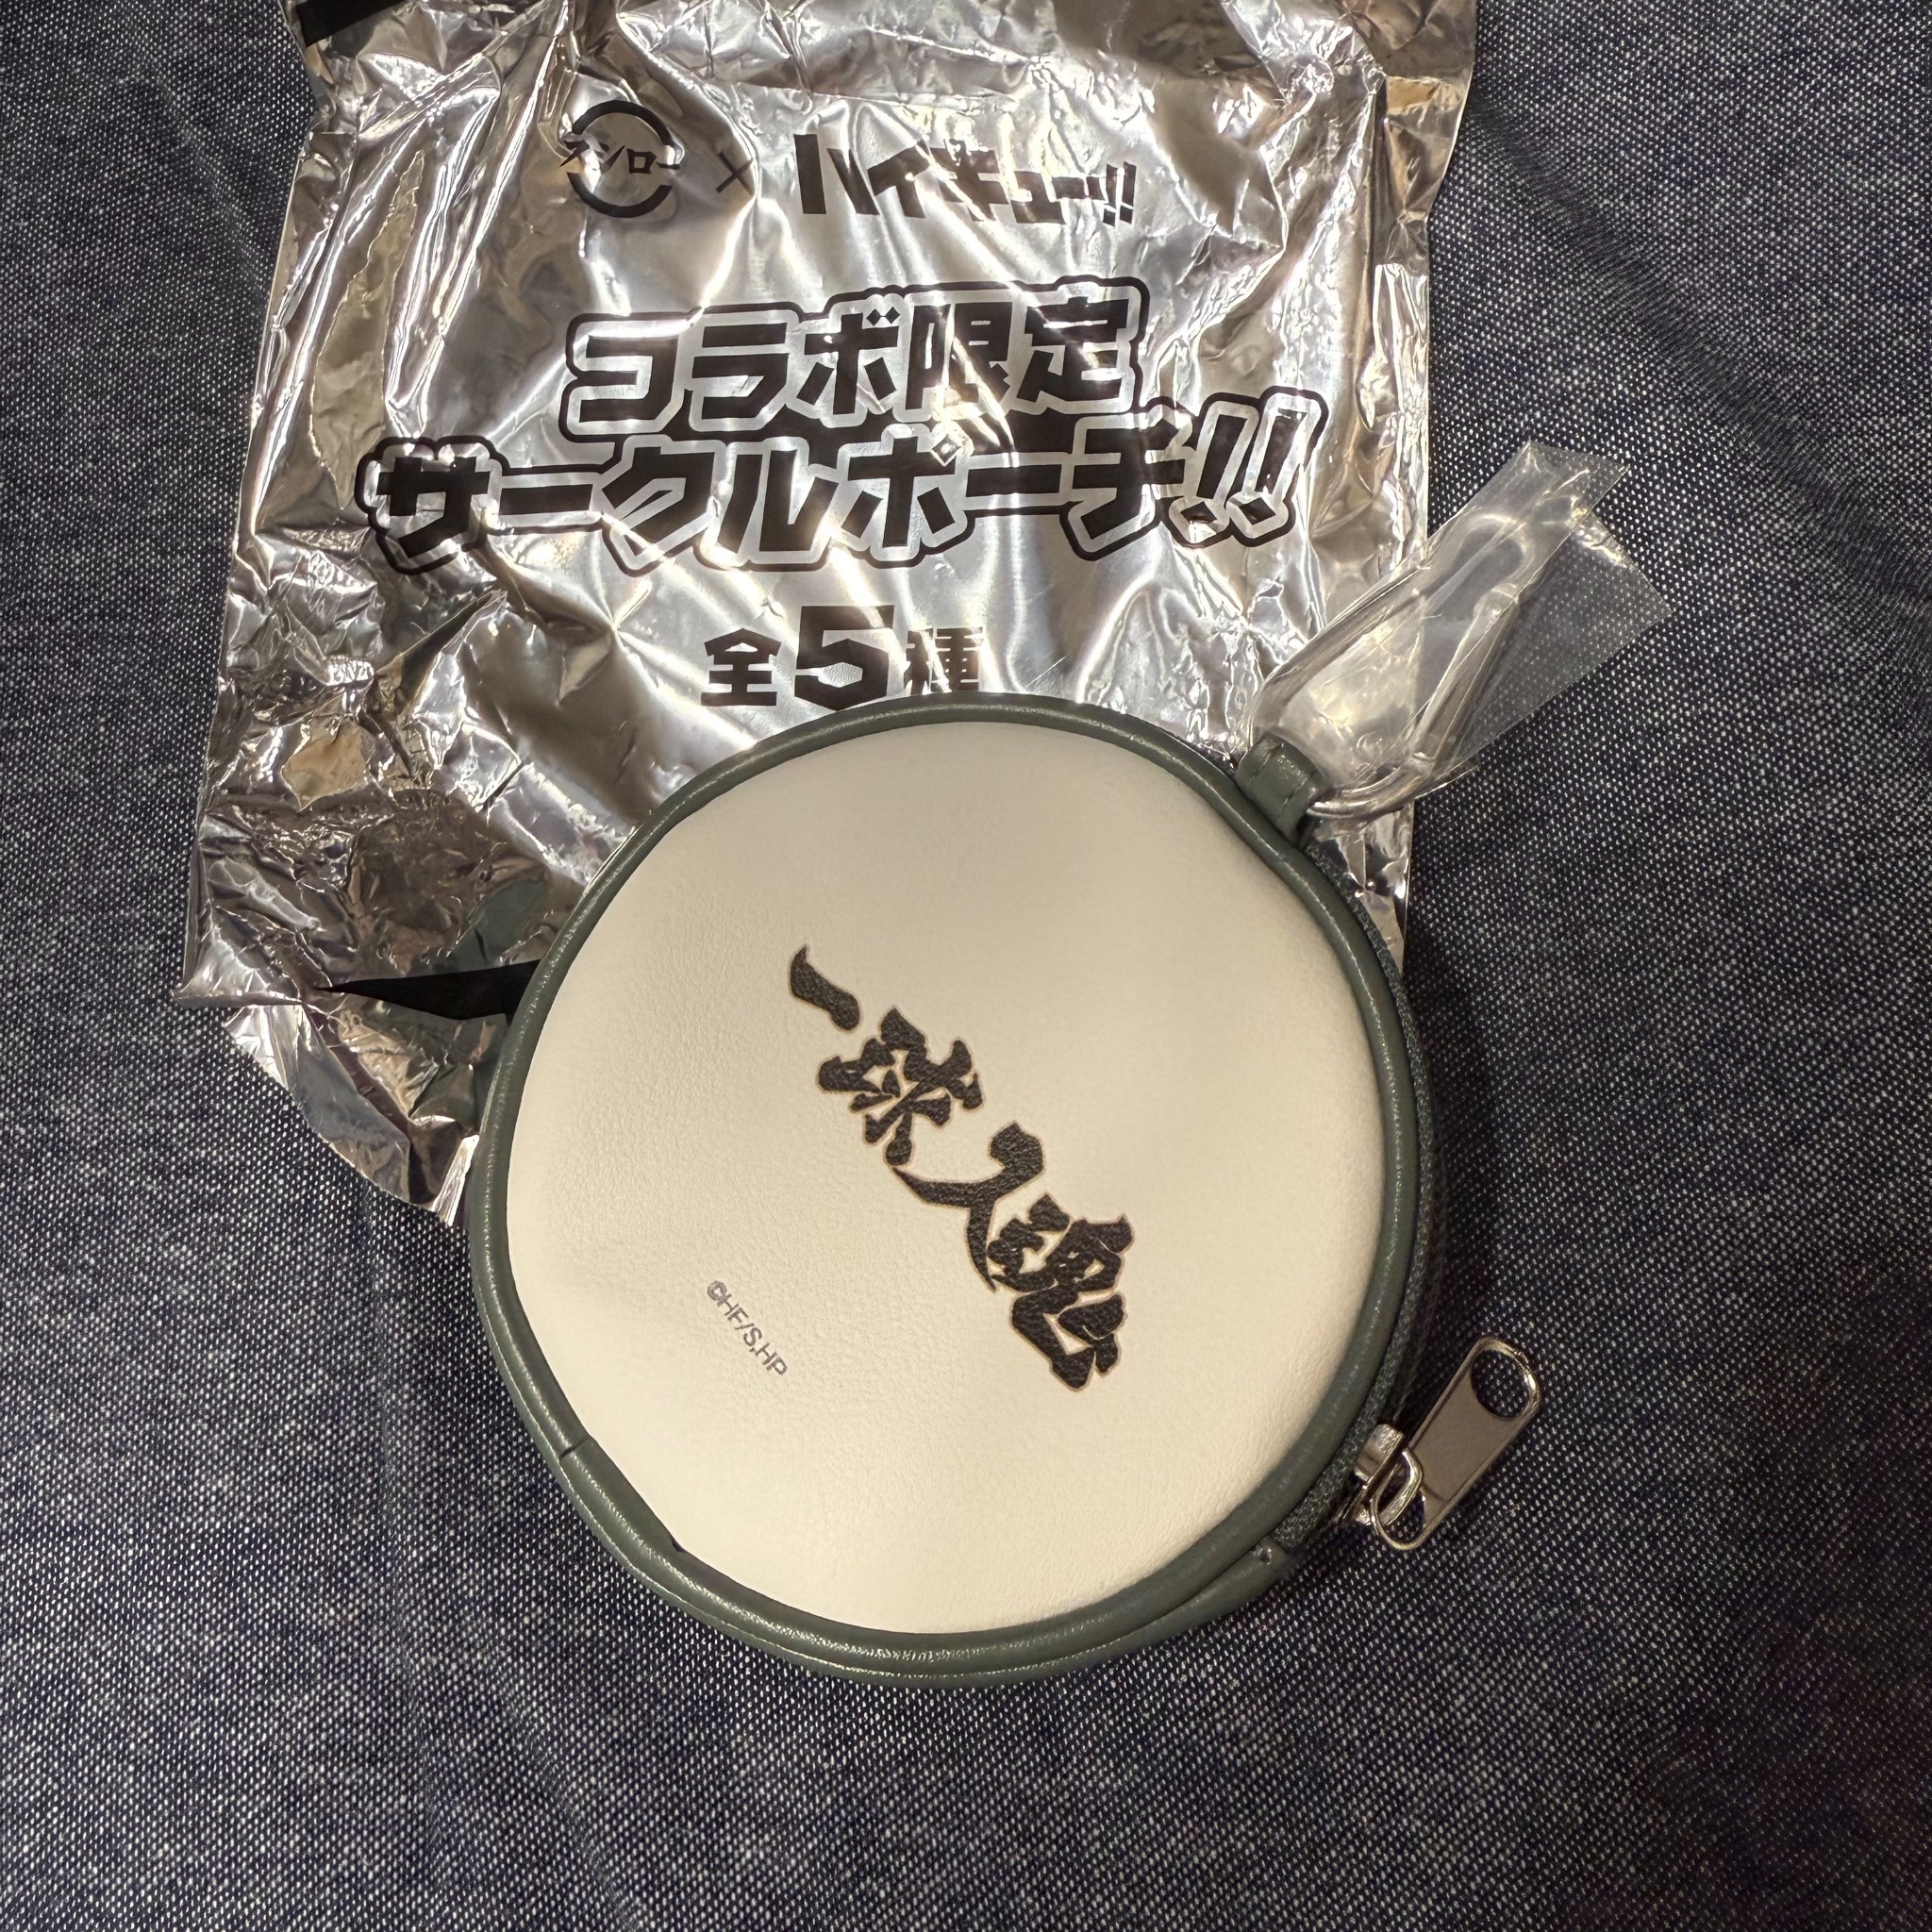 スシロー × ハイキュー!!
コラボ限定
サークルポーチ!!
全5種
一球入魂
©HF/S,HP